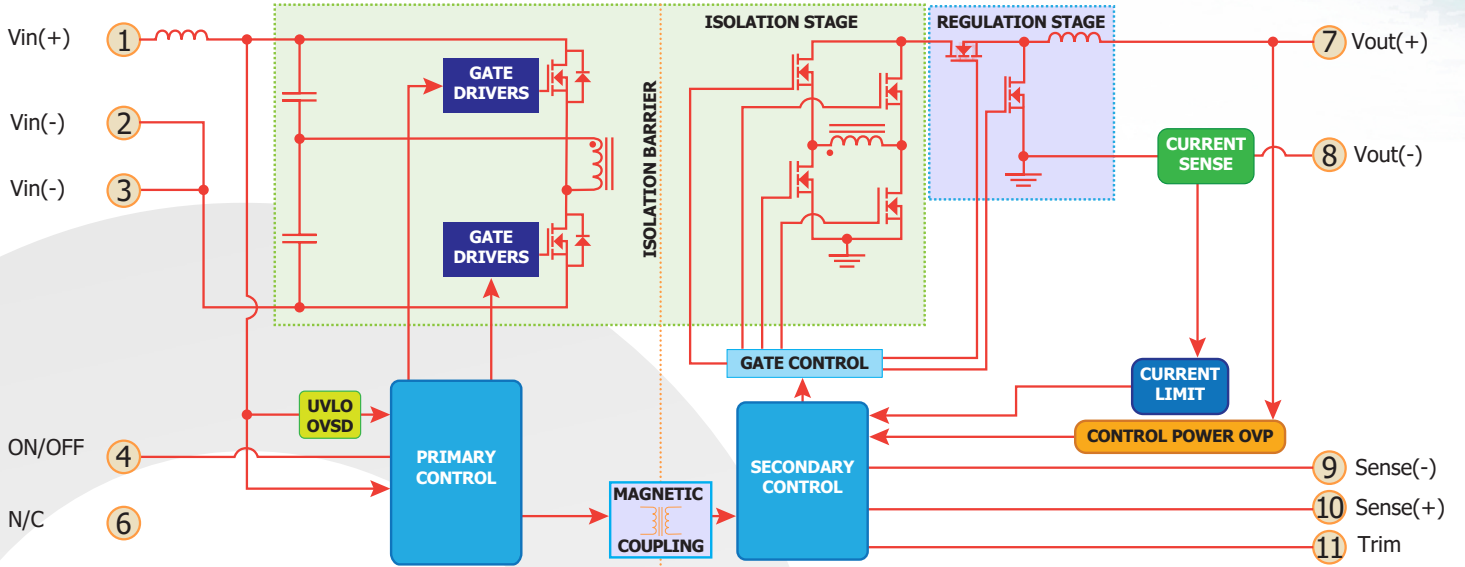 ISOLATION STAGE
REGULATION STAGE
Vin(+)
1
7
Vout(+)
GATE
DRIVERS
ISOLATION BARRIER
Vin(-)
2
CURRENT
SENSE
8
Vout(-)
Vin(-)
3
GATE
DRIVERS
GATE CONTROL
CURRENT
LIMIT
UVLO
OVSD
CONTROL POWER OVP
ON/OFF
4
PRIMARY
CONTROL
SECONDARY
CONTROL
9
Sense(-)
MAGNETIC
COUPLING
10
Sense(+)
N/C
6
11
Trim